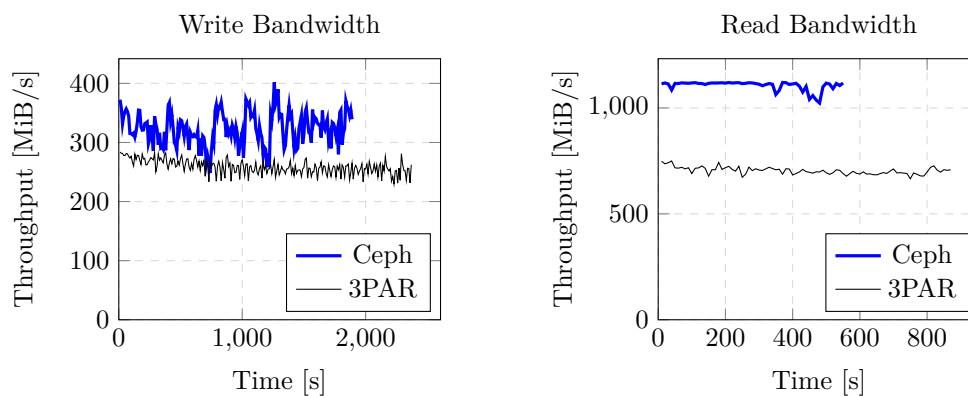 Write Bandwidth
Throughput [MiB/s]
400
300
200
100
0
0
1,000
2,000
Time [s]
Ceph
3PAR
Read Bandwidth
Throughput [MiB/s]
1,000
500
0
0
200
400
600
800
Time [s]
Ceph
3PAR